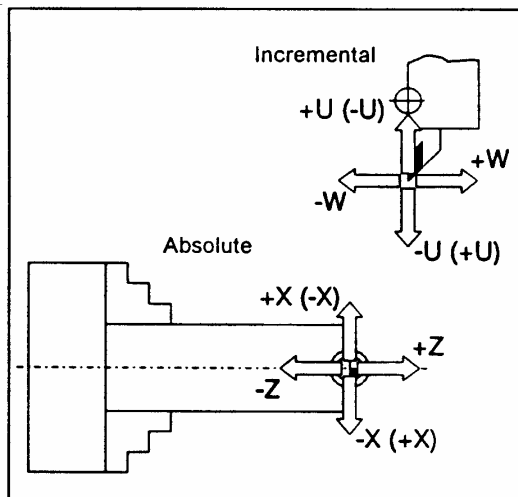 Incremental
+U (-U)
+W
-W
-U (+U)
Absolute
+X (-X)
+Z
-Z
-X (+X)